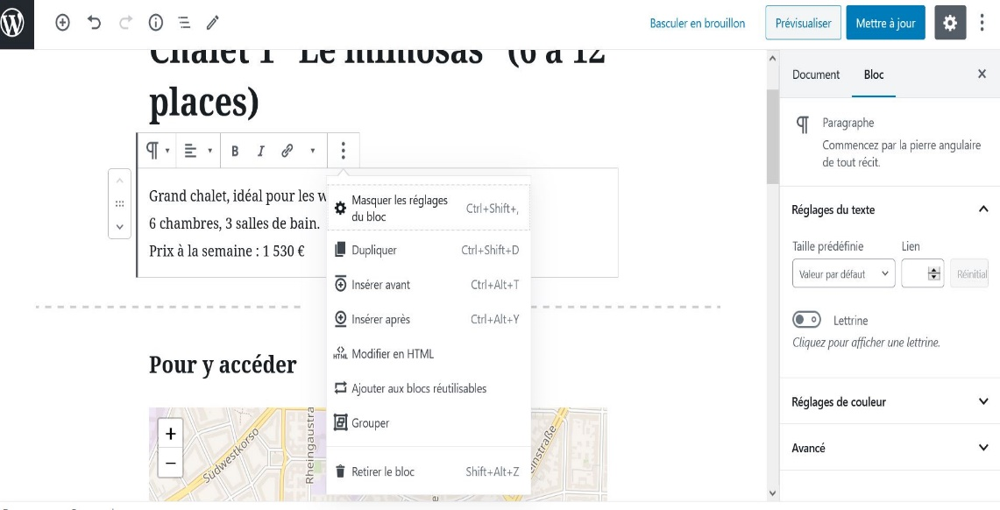 Basculer en brouillon
Prévisualiser
Mettre à jour
Chalet 1 "Le mimosas" (6 à 12
places)
B I
Grand chalet, idéal pour les w
6 chambres, 3 salles de bain.
Prix à la semaine : 1 530 €
Masquer les réglages
du bloc
Ctrl+Shift+,
Dupliquer Ctrl+Shift+D
Insérer avant Ctrl+Alt+T
Insérer après Ctrl+Alt+Y
HTML Modifier en HTML
Ajouter aux blocs réutilisables
Grouper
Retirer le bloc Shift+Alt+Z
Pour y accéder
+
−
Südwestkorso
Rheingaustra
einstraße
Document
Bloc
Paragraphe
Commencez par la pierre angulaire
de tout récit.
Réglages du texte
Taille prédéfinie Lien
Valeur par défaut
Réinitial
Lettrine
Cliquez pour afficher une lettrine.
Réglages de couleur
Avancé